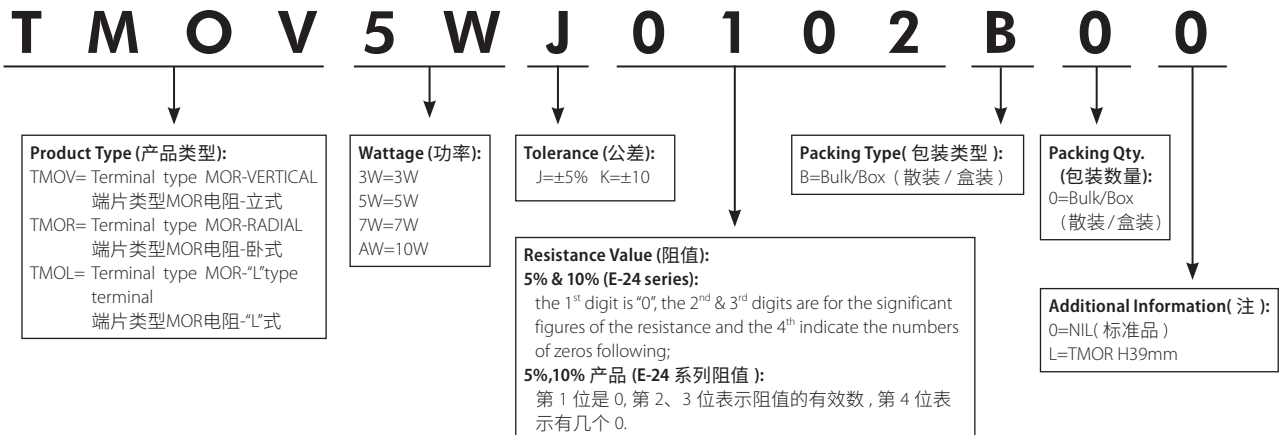 TMOV5WJ0102B00
Product Type (产品类型):
TMOV= Terminal type MOR-VERTICAL
端片类型MOR电阻-立式
TMOR= Terminal type MOR-RADIAL
端片类型MOR电阻-卧式
TMOL= Terminal type MOR-“L”type
terminal
端片类型MOR电阻-“L”式
Wattage (功率):
3W=3W
5W=5W
7W=7W
AW=10W
Tolerance (公差):
J=±5% K=±10
Resistance Value (阻值):
5% & 10% (E-24 series):
the 1st digit is “0”, the 2nd & 3rd digits are for the significant
figures of the resistance and the 4th indicate the numbers
of zeros following;
5%,10% 产品 (E-24 系列阻值 ):
第 1 位是 0, 第 2、3 位表示阻值的有效数 , 第 4 位表
示有几个 0.
Packing Type( 包装类型 ):
B=Bulk/Box ( 散装 / 盒装 )
Packing Qty.
(包装数量):
0=Bulk/Box
(散装/盒装)
Additional Information( 注 ):
0=NIL( 标准品 )
L=TMOR H39mm